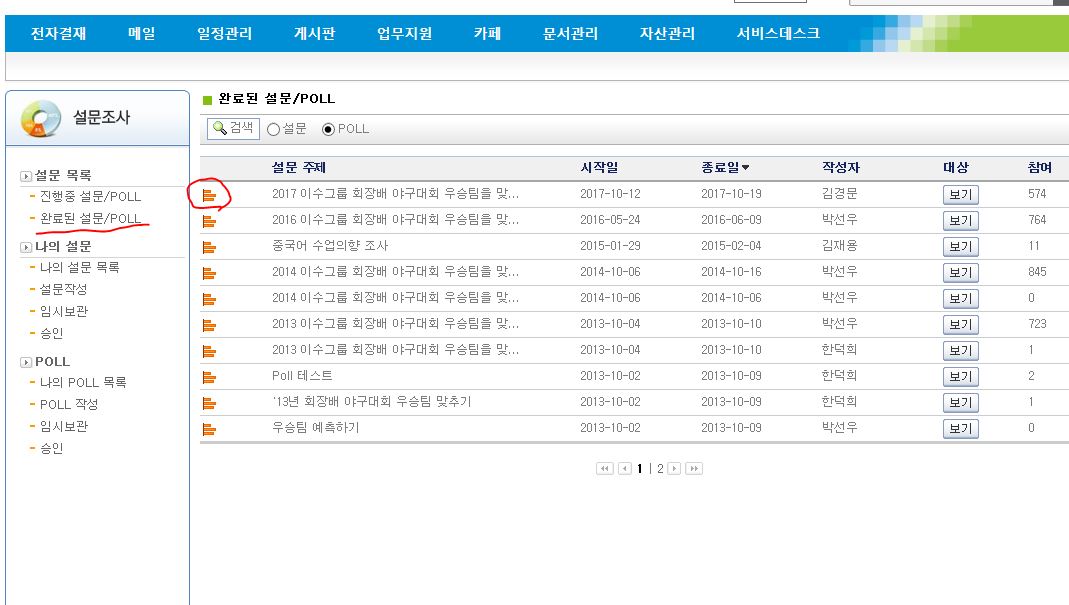 전자결재 메일 일정관리 게시판 업무지원 카페 문서관리 자산관리 서비스데스크
설문조사
설문 목록
진행중 설문/POLL
완료된 설문/POLL
나의 설문
나의 설문 목록
설문작성
임시보관
승인
POLL
나의 POLL 목록
POLL 작성
임시보관
승인
완료된 설문/POLL
검색 설문 POLL
설문 주제 시작일 종료일 작성자 대상 참여
2017 이수그룹 회장배 야구대회 우승팀을 맞... 2017-10-12 2017-10-19 김경문 보기 574
2016 이수그룹 회장배 야구대회 우승팀을 맞... 2016-05-24 2016-06-09 박선우 보기 764
중국어 수업의향 조사 2015-01-29 2015-02-04 김재용 보기 11
2014 이수그룹 회장배 야구대회 우승팀을 맞... 2014-10-06 2014-10-16 박선우 보기 845
2014 이수그룹 회장배 야구대회 우승팀을 맞... 2014-10-06 2014-10-06 박선우 보기 0
2013 이수그룹 회장배 야구대회 우승팀을 맞... 2013-10-04 2013-10-10 박선우 보기 723
2013 이수그룹 회장배 야구대회 우승팀을 맞... 2013-10-04 2013-10-10 한덕희 보기 1
Poll 테스트 2013-10-02 2013-10-09 한덕희 보기 2
'13년 회장배 야구대회 우승팀 맞추기 2013-10-02 2013-10-09 한덕희 보기 1
우승팀 예측하기 2013-10-02 2013-10-09 박선우 보기 0
1 | 2